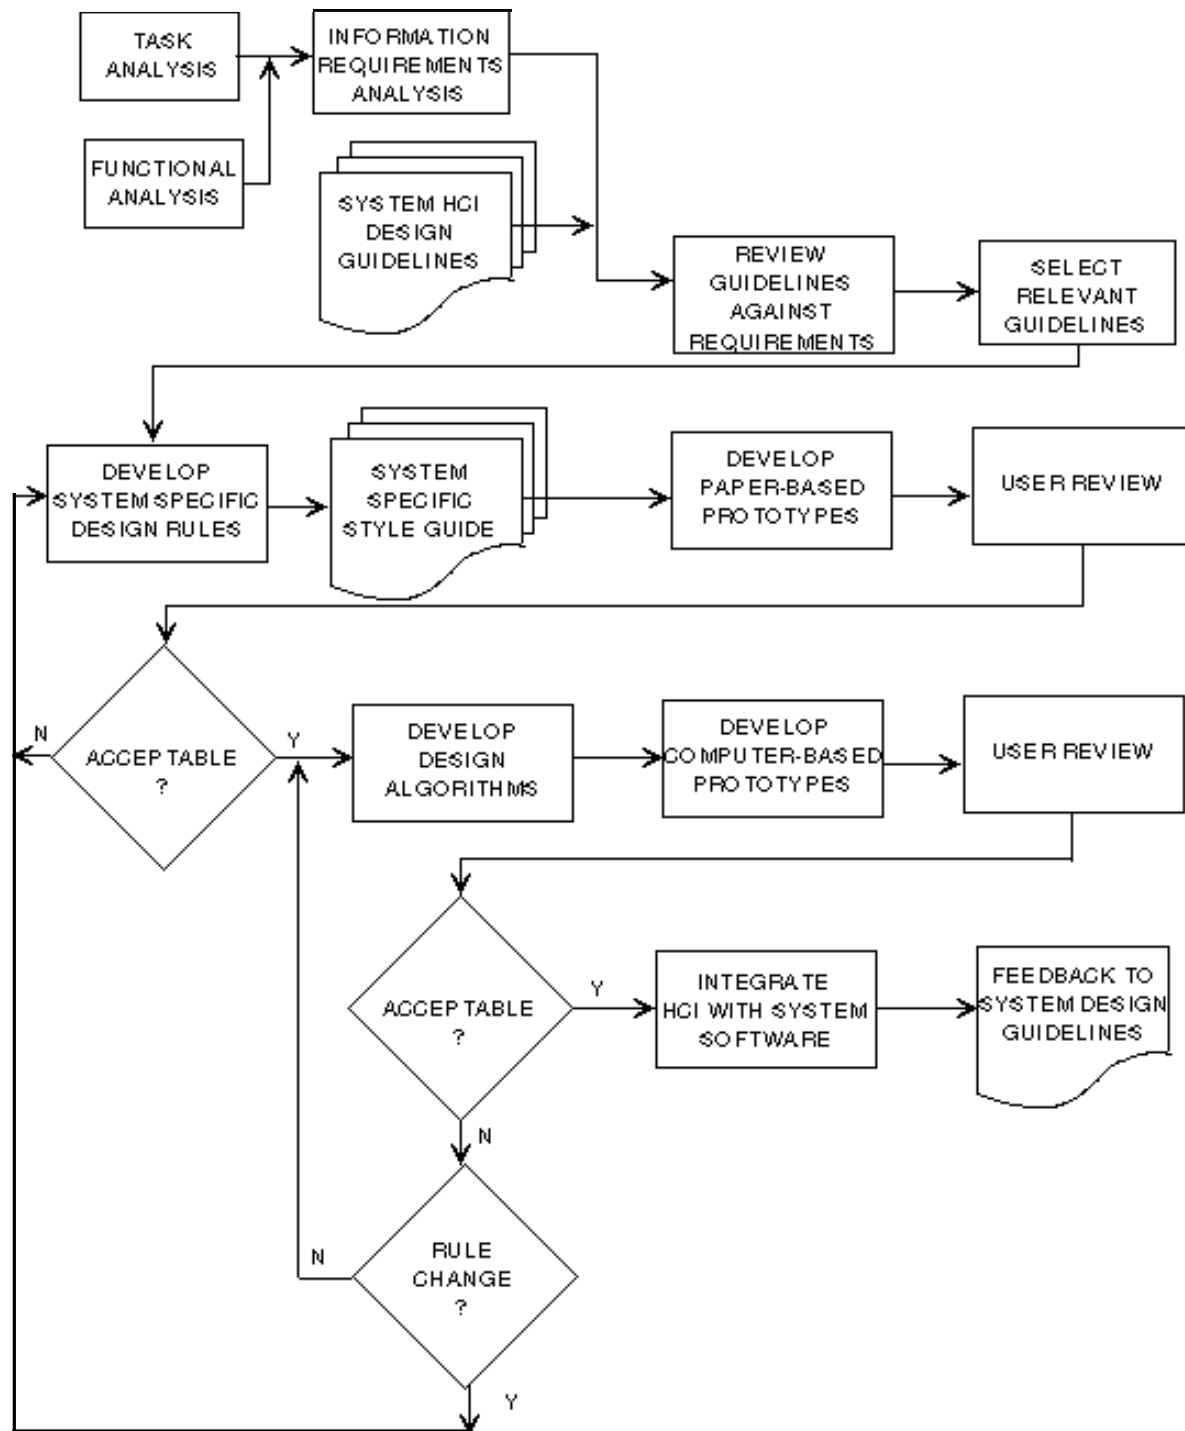 TASK
ANALYSIS
INFORMATION
REQUIREMENTS
ANALYSIS
FUNCTIONAL
ANALYSIS
SYSTEM HCI
DESIGN
GUIDELINES
REVIEW
GUIDELINES
AGAINST
REQUIREMENTS
SELECT
RELEVANT
GUIDELINES
DEVELOP
SYSTEM SPECIFIC
DESIGN RULES
SYSTEM
SPECIFIC
STYLE GUIDE
DEVELOP
PAPER-BASED
PROTOTYPES
USER REVIEW
ACCEPTABLE
?
N
Y
DEVELOP
DESIGN
ALGORITHMS
DEVELOP
COMPUTER-BASED
PROTOTYPES
USER REVIEW
ACCEPTABLE
?
Y
N
INTEGRATE
HCI WITH SYSTEM
SOFTWARE
FEEDBACK TO
SYSTEM DESIGN
GUIDELINES
RULE
CHANGE
?
N
Y